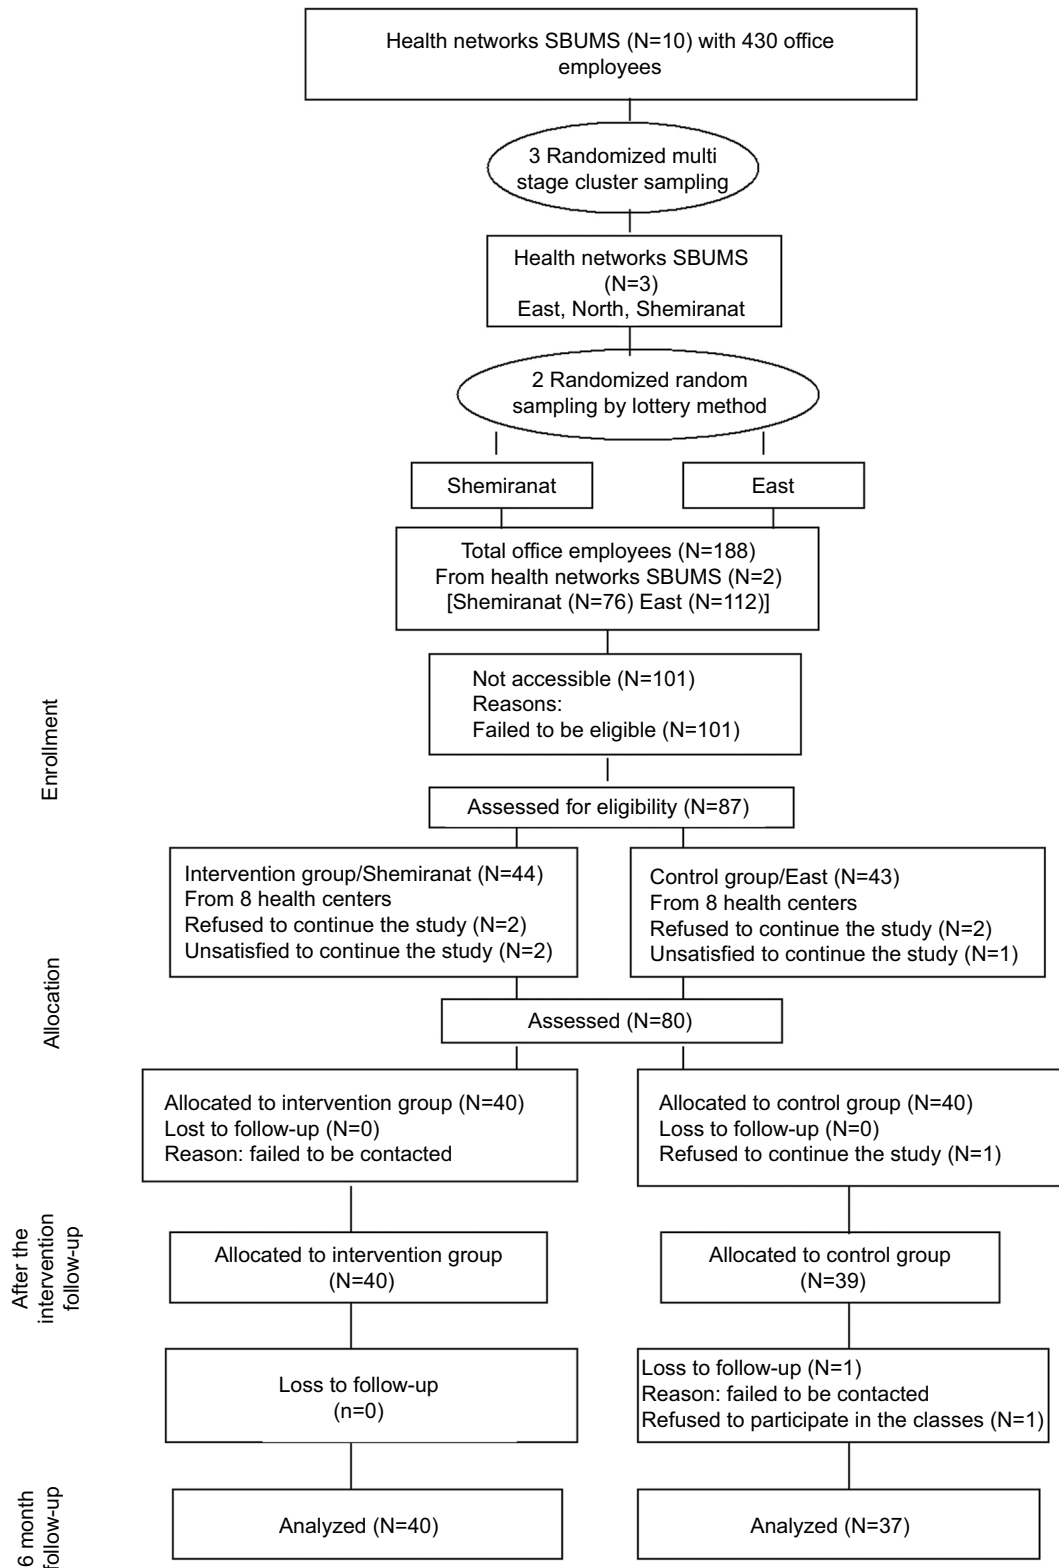 Health networks SBUMS (N=10) with 430 office
employees
3 Randomized multi
stage cluster sampling
Health networks SBUMS
(N=3)
East, North, Shemiranat
2 Randomized random
sampling by lottery method
Shemiranat
East
Total office employees (N=188)
From health networks SBUMS (N=2)
[Shemiranat (N=76) East (N=112)]
Enrollment
Not accessible (N=101)
Reasons:
Failed to be eligible (N=101)
Assessed for eligibility (N=87)
Intervention group/Shemiranat (N=44)
From 8 health centers
Refused to continue the study (N=2)
Unsatisfied to continue the study (N=2)
Control group/East (N=43)
From 8 health centers
Refused to continue the study (N=2)
Unsatisfied to continue the study (N=1)
Allocation
Assessed (N=80)
Allocated to intervention group (N=40)
Lost to follow-up (N=0)
Reason: failed to be contacted
Allocated to control group (N=40)
Loss to follow-up (N=0)
Refused to continue the study (N=1)
After the
intervention
follow-up
Allocated to intervention group
(N=40)
Allocated to control group
(N=39)
Loss to follow-up
(n=0)
Loss to follow-up (N=1)
Reason: failed to be contacted
Refused to participate in the classes (N=1)
6 month
follow-up
Analyzed (N=40)
Analyzed (N=37)